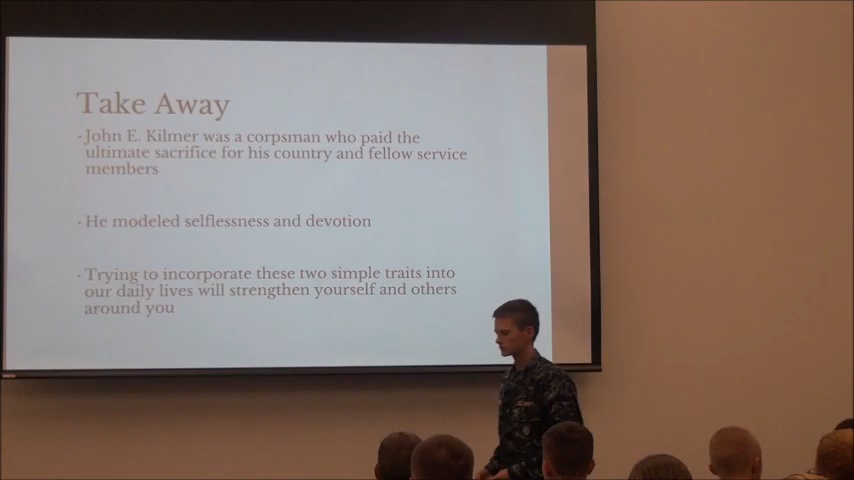 Take Away
· John E. Kilmer was a corpsman who paid the
ultimate sacrifice for his country and fellow service
members
· He modeled selflessness and devotion
· Trying to incorporate these two simple traits into
our daily lives will strengthen yourself and others
around you